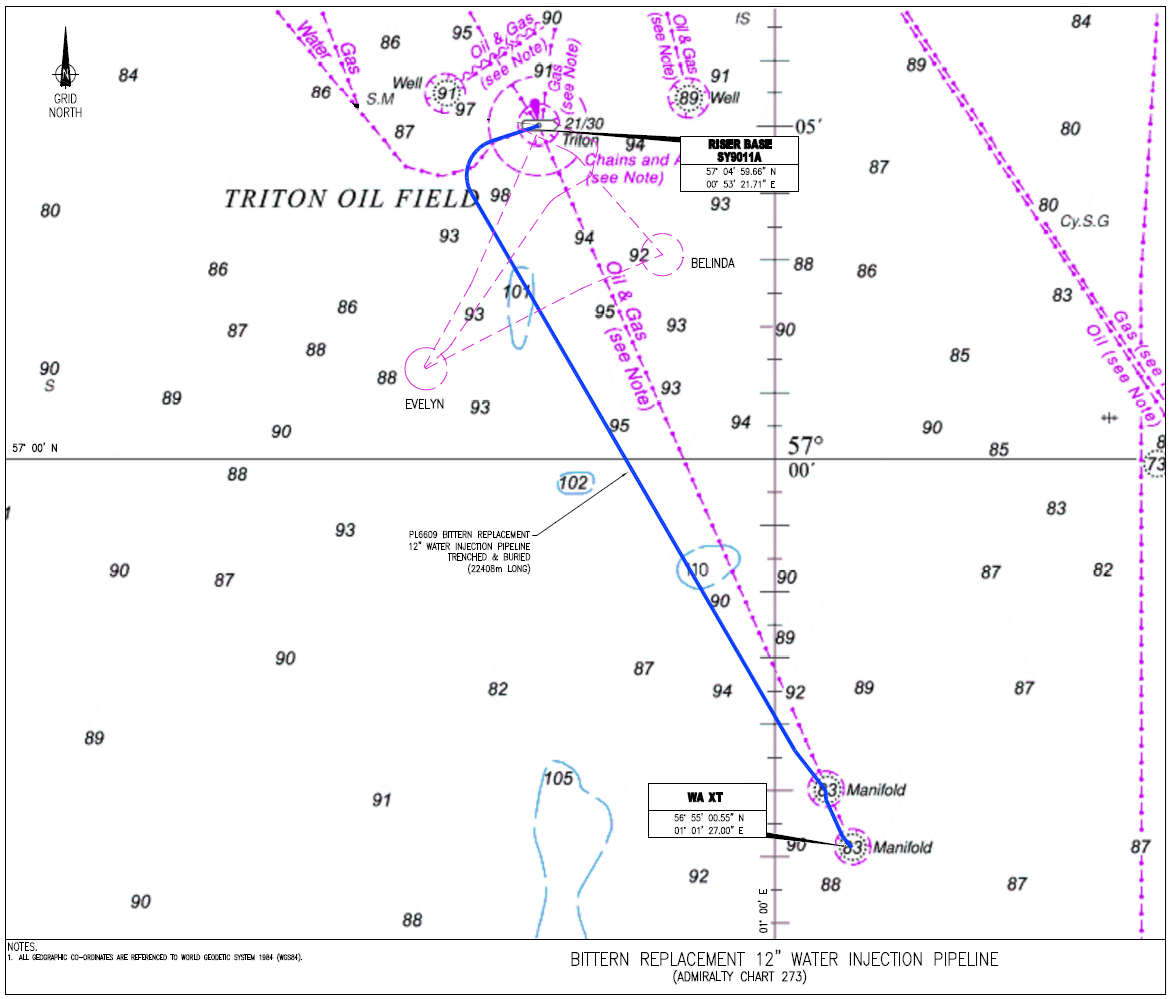 GRID
NORTH
84
86
86
S.M
87
Water
Gas
95
90
Oil & Gas
(see Note)
Well
91
97
91
Gas
(see Note)
Oil & Gas
(see Note)
89
Well
91
IS
84
89
80
87
21/30
Triton
94
Chains and A
(see Note)
05′
RISER BASE
SY9011A
57° 04' 59.66" N
00° 53' 21.71" E
TRITON OIL FIELD
98
93
80
93
94
92
BELINDA
88
86
80
Cy.S.G
83
86
101
86
93
95
93
90
87
88
Oil & Gas
(see Note)
Gas (see
Oil (see Note)
85
90
S
88
EVELYN
93
89
93
95
94
90
90
85
57° 00' N
57°
00′
88
102
73
83
93
PL6609 BITTERN REPLACEMENT
12" WATER INJECTION PIPELINE
TRENCHED & BURIED
(22408m LONG)
90
87
110
90
90
87
82
89
90
87
82
94
92
89
87
89
105
91
83
Manifold
WA XT
56° 55' 00.55" N
01° 01' 27.00" E
90
83
Manifold
87
92
88
87
90
88
01° 00' E
NOTES.
1. ALL GEOGRAPHIC CO-ORDINATES ARE REFERENCED TO WORLD GEODETIC SYSTEM 1984 (WGS84).
BITTERN REPLACEMENT 12" WATER INJECTION PIPELINE
(ADMIRALTY CHART 273)